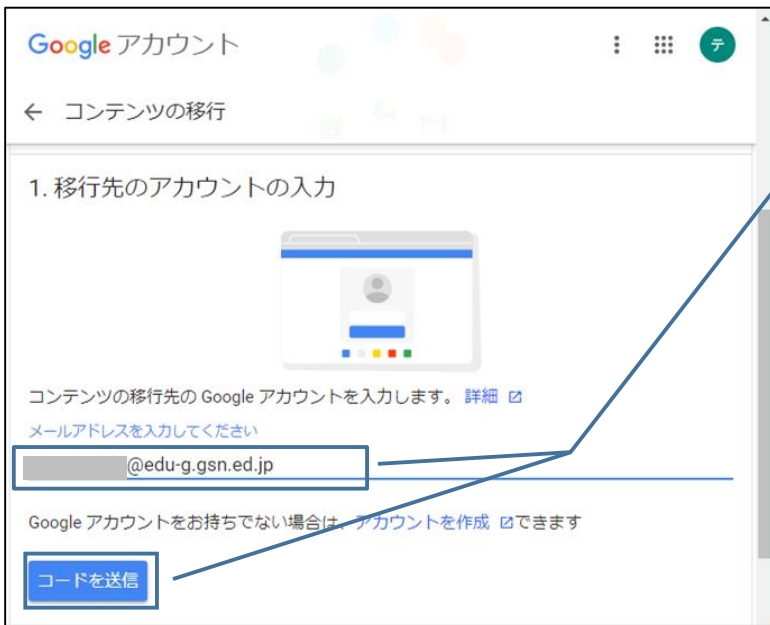 Google アカウント
テ
← コンテンツの移行
1. 移行先のアカウントの入力
コンテンツの移行先の Google アカウントを入力します。 詳細
メールアドレスを入力してください
@edu-g.gsn.ed.jp
Google アカウントをお持ちでない場合は、アカウントを作成 できます
コードを送信